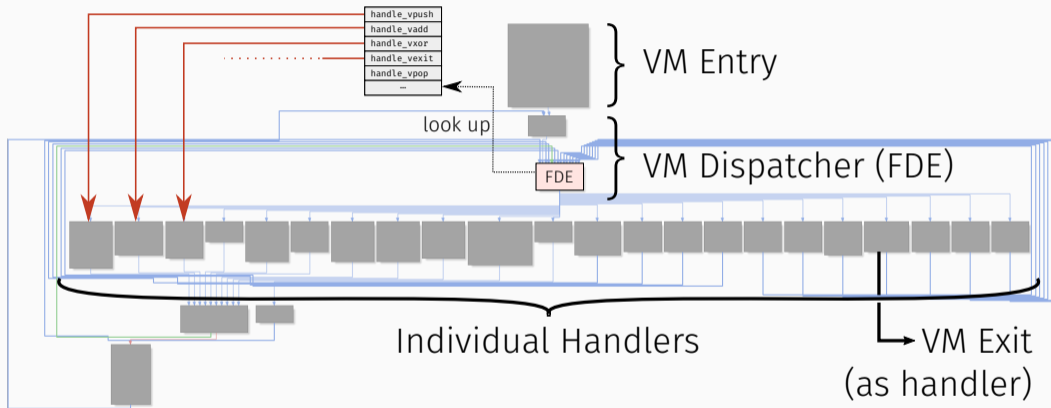 handle_vpush
handle_vadd
handle_vxor
handle_vexit
handle_vpop
…
VM Entry
look up
VM Dispatcher (FDE)
FDE
Individual Handlers
VM Exit
(as handler)